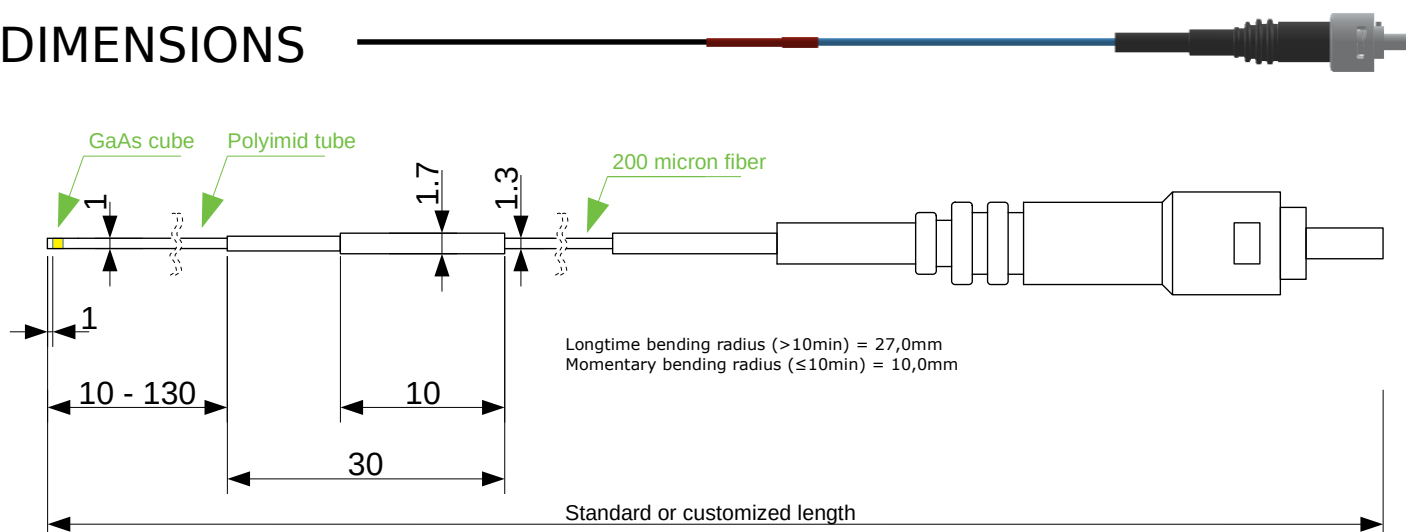 DIMENSIONS
GaAs cube
Polyimid tube
200 micron fiber
1
1.7
1.3
1
Longtime bending radius (>10min) = 27,0mm
Momentary bending radius (≤10min) = 10,0mm
10 - 130
10
30
Standard or customized length